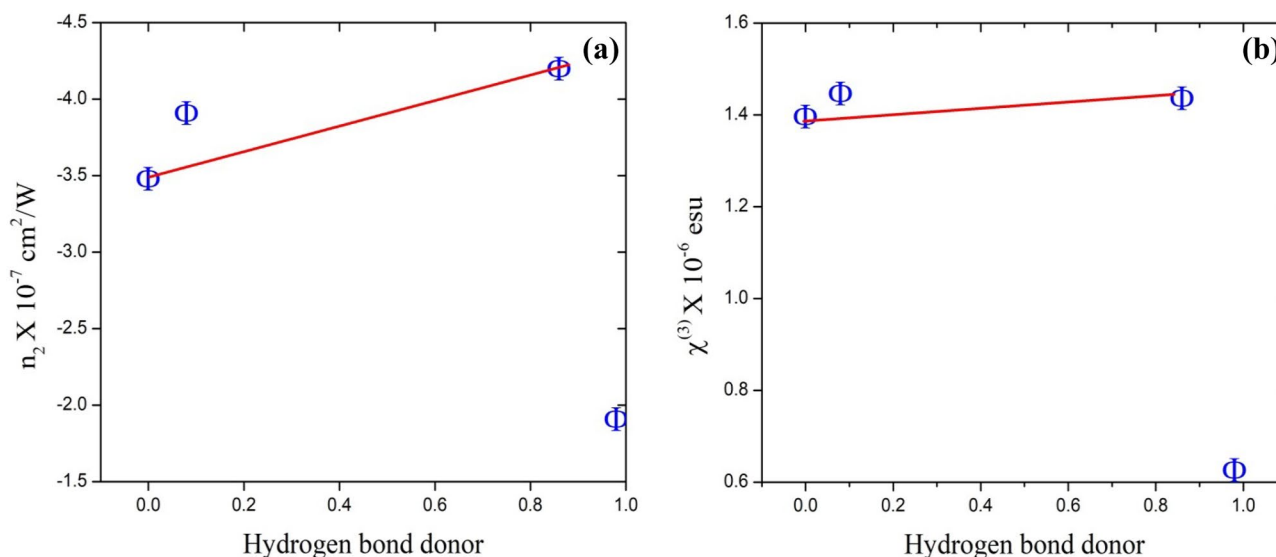 (a)
-4.5
-4.0
-3.5
-3.0
-2.5
-2.0
-1.5
n₂ X 10⁻⁷ cm²/W
0.0 0.2 0.4 0.6 0.8 1.0
Hydrogen bond donor
(b)
1.6
1.4
1.2
1.0
0.8
0.6
χ⁽³⁾ X 10⁻⁶ esu
0.0 0.2 0.4 0.6 0.8 1.0
Hydrogen bond donor